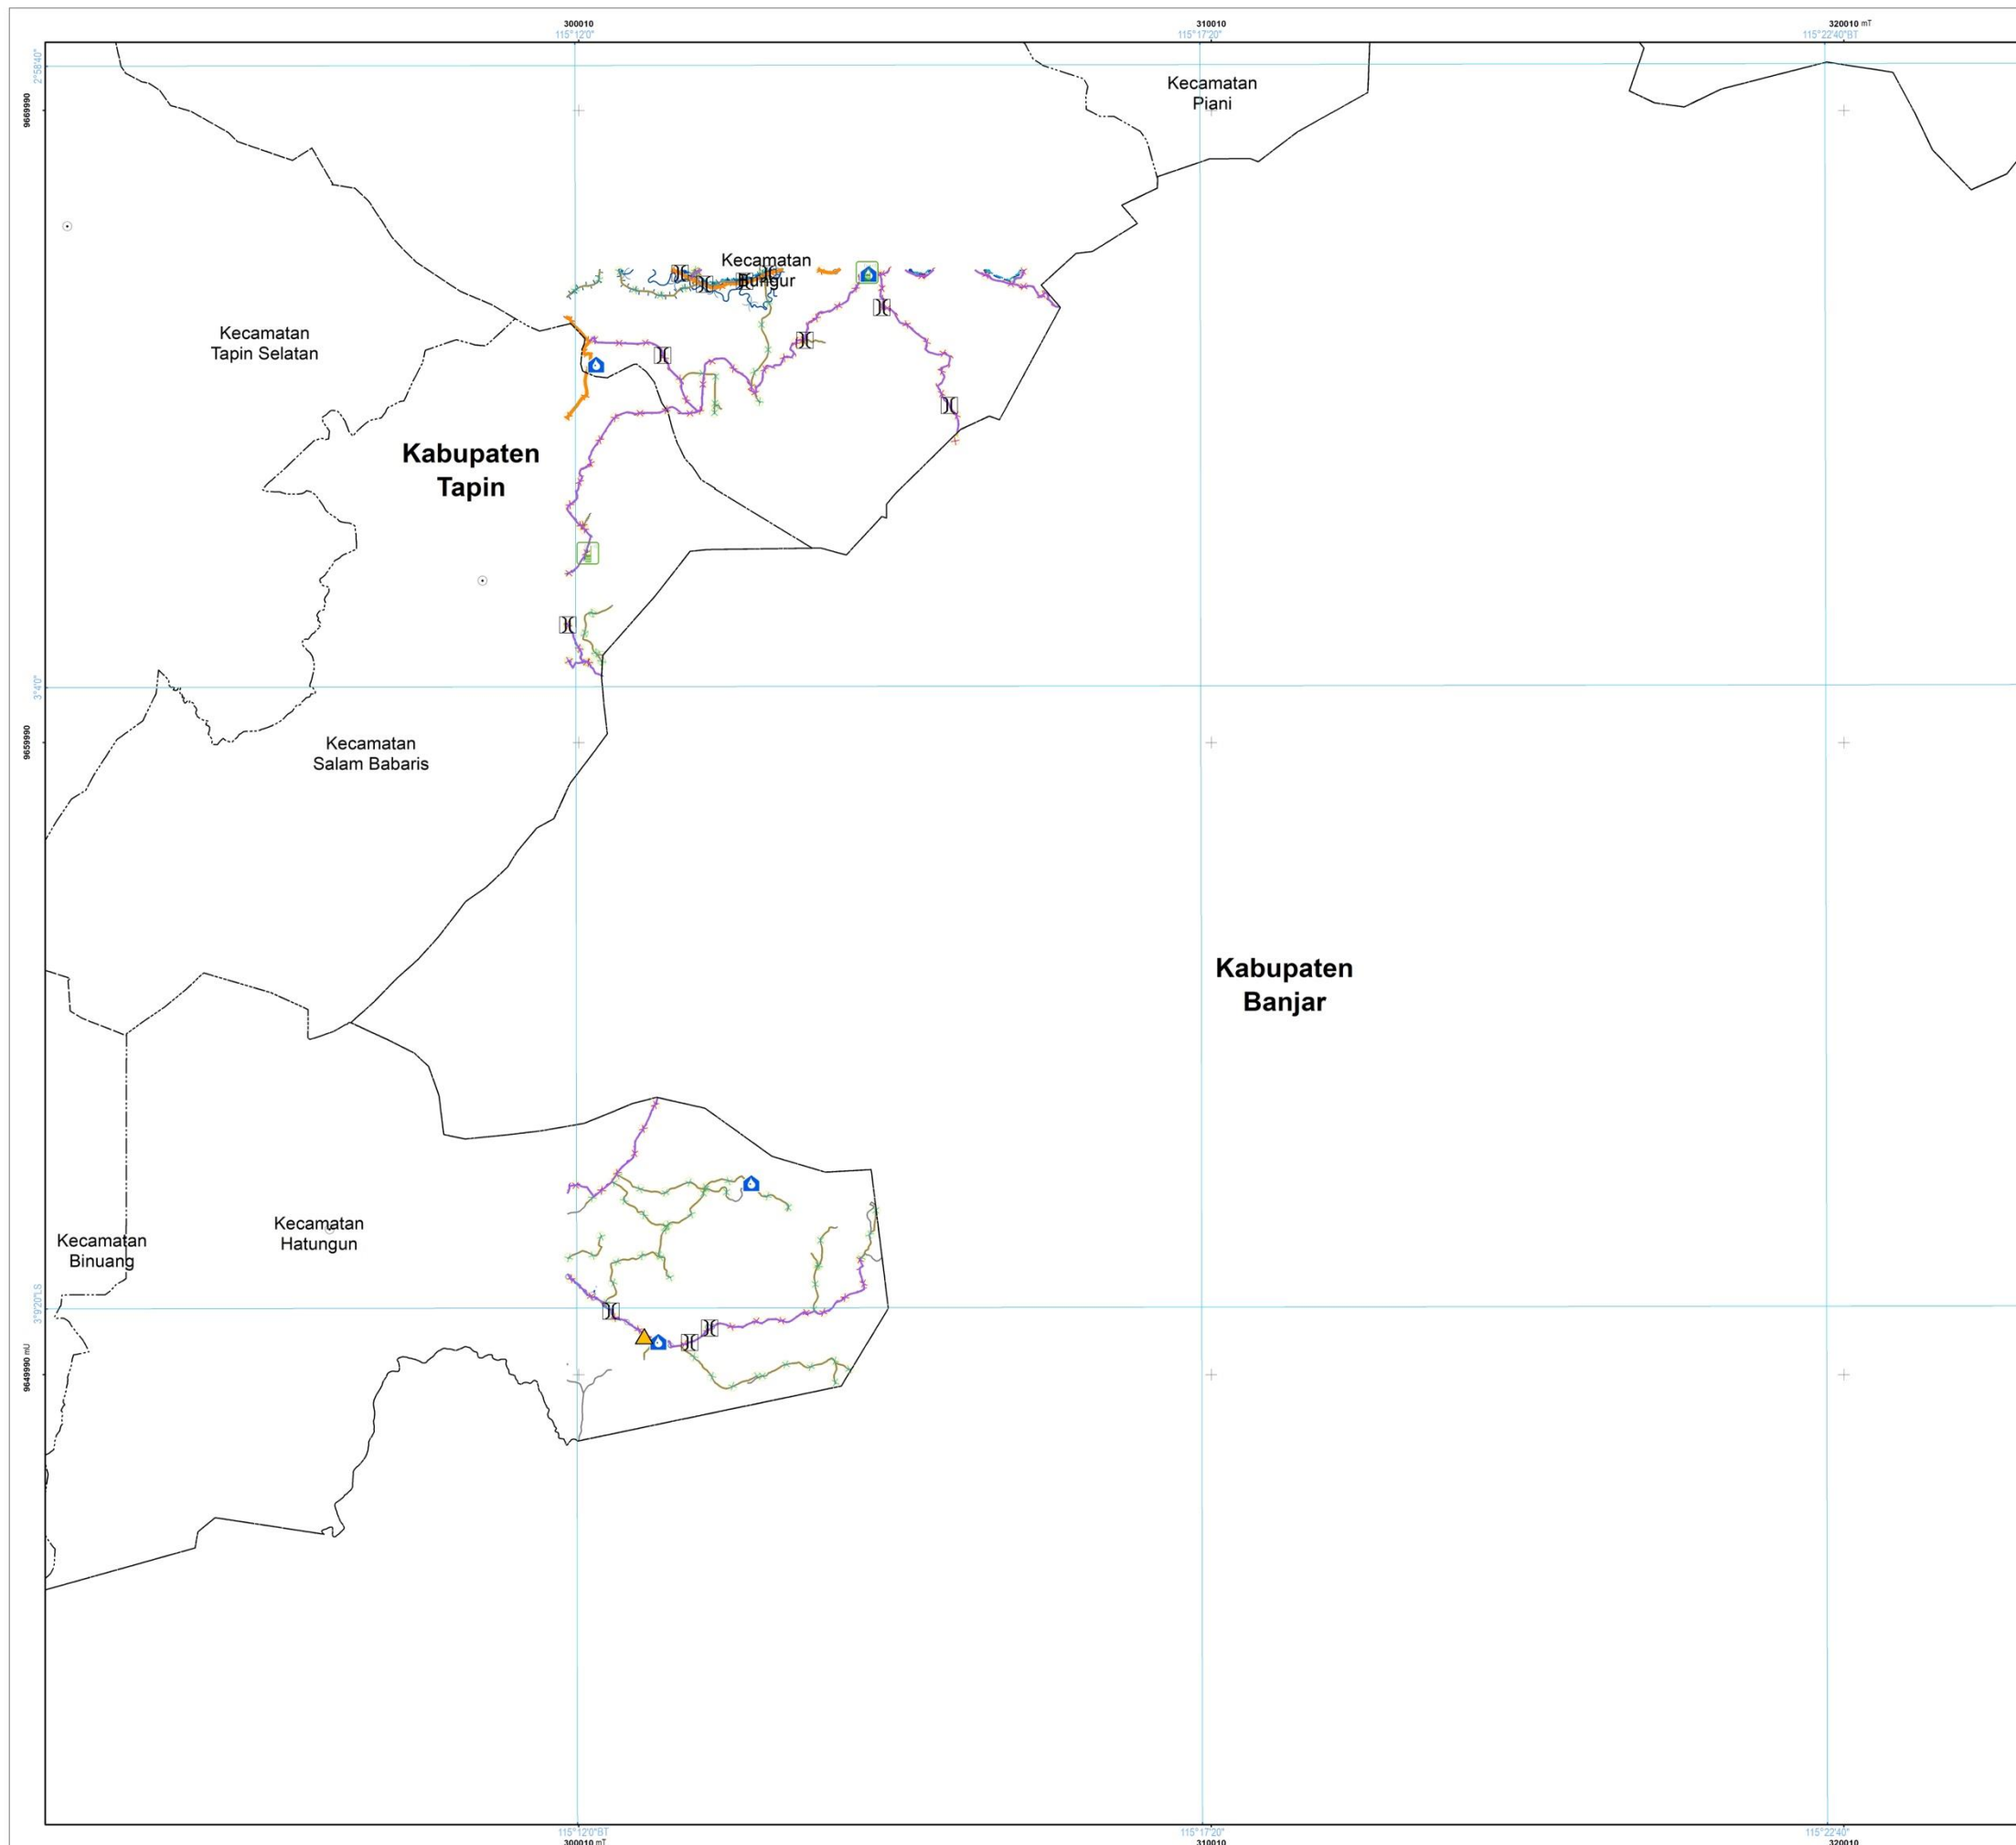 300010
310010
320010 mT
115°12'0"
115°17'20"
115°22'40"BT
2°58'40"
9669990
Kecamatan
Piani
Kecamatan
Bungur
Kecamatan
Tapin Selatan
Kabupaten
Tapin
3°4'0"
9659990
Kecamatan
Salam Babaris
Kabupaten
Banjar
Kecamatan
Hatungun
Kecamatan
Binuang
3°9'20"LS
9649990 mU
115°12'0"BT
115°17'20"
115°22'40"
300010 mT
310010
320010